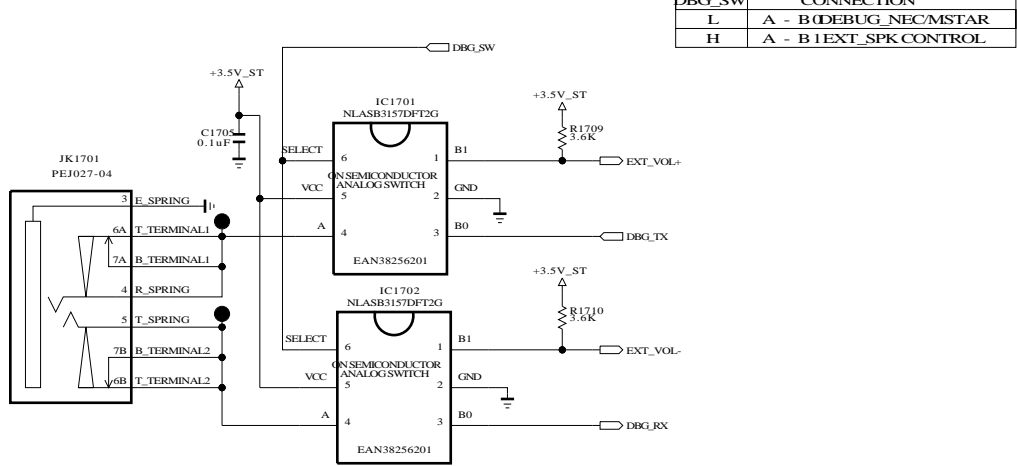 DBG_SW CONNECTION
L A - B0DEBUG_NEC/MSTAR
H A - B1EXT_SPK CONTROL
DBG_SW
+3.5V_ST
C1705
0.1uF
IC1701
NLASB3157DFT2G
SELECT 6 1 B1
ON SEMICONDUCTOR
ANALOG SWITCH
VCC 5 2 GND
A 4 3 B0
EAN38256201
+3.5V_ST
R1709
3.6K
EXT_VOL+
DBG_TX
JK1701
PEJ027-04
3 E_SPRING
6A T_TERMINAL1
7A B_TERMINAL1
4 R_SPRING
5 T_SPRING
7B B_TERMINAL2
6B T_TERMINAL2
IC1702
NLASB3157DFT2G
SELECT 6 1 B1
ON SEMICONDUCTOR
ANALOG SWITCH
VCC 5 2 GND
A 4 3 B0
EAN38256201
+3.5V_ST
R1710
3.6K
EXT_VOL-
DBG_RX